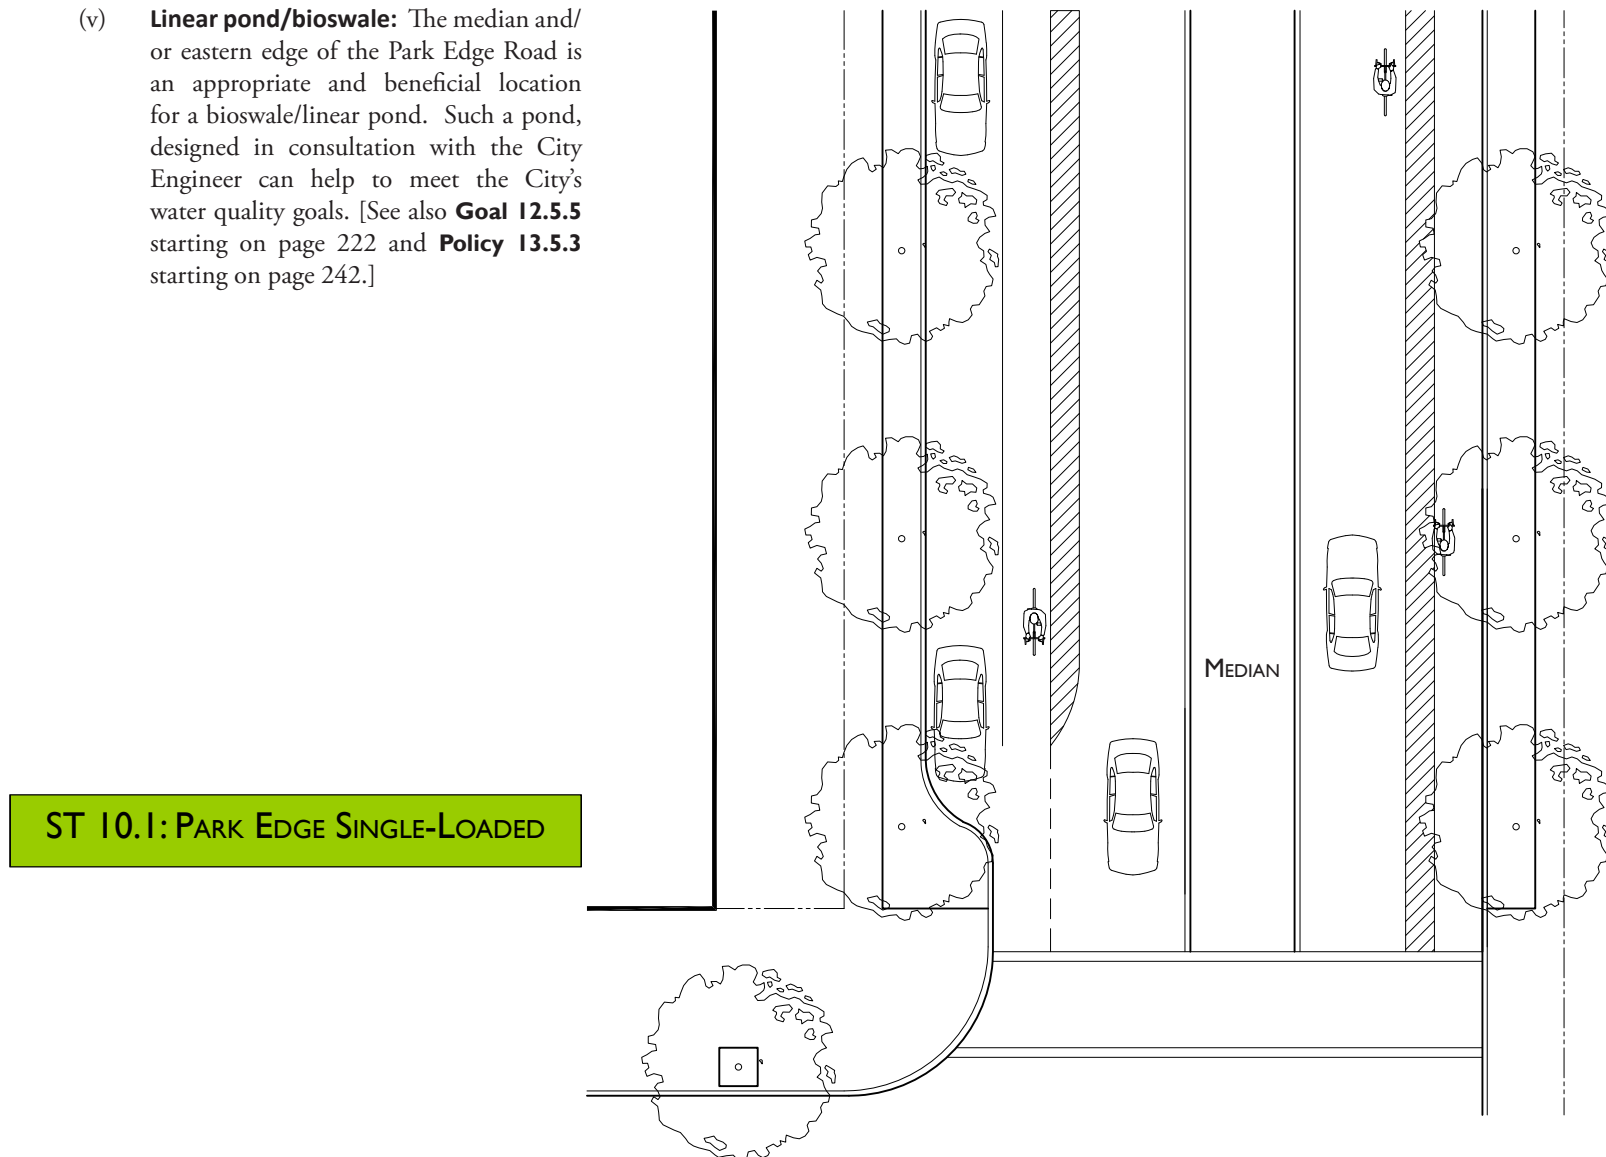 (v) Linear pond/bioswale: The median and/
or eastern edge of the Park Edge Road is
an appropriate and beneficial location
for a bioswale/linear pond. Such a pond,
designed in consultation with the City
Engineer can help to meet the City's
water quality goals. [See also Goal 12.5.5
starting on page 222 and Policy 13.5.3
starting on page 242.]
Median
ST 10.1: Park Edge Single-Loaded